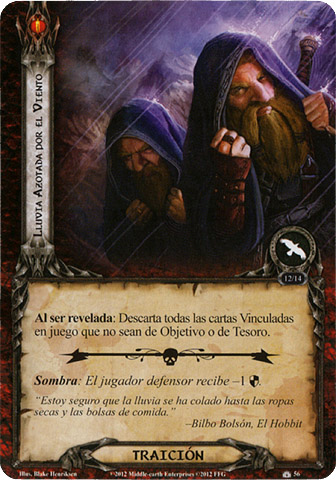 LLUVIA AZOTADA POR EL VIENTO
12/14
Al ser revelada: Descarta todas las cartas Vinculadas
en juego que no sean de Objetivo o de Tesoro.
Sombra: El jugador defensor recibe –1
“Estoy seguro que la lluvia se ha colado hasta las ropas
secas y las bolsas de comida.”
–Bilbo Bolsón, El Hobbit
TRAICIÓN
Illus. Blake Henriksen
©2012 Middle-earth Enterprises ©2012 FFG
56